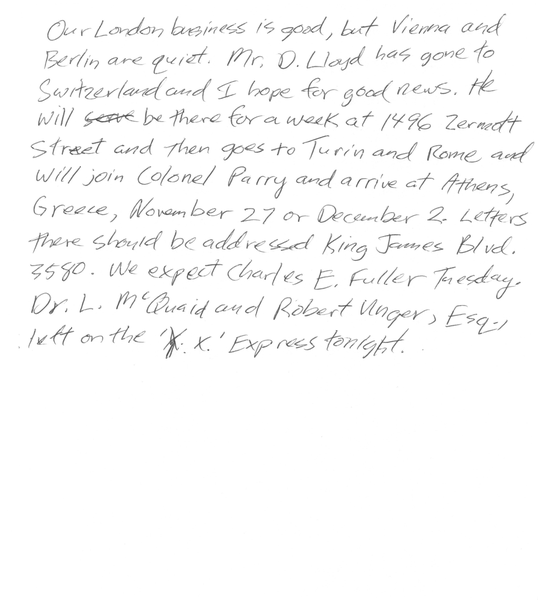 Our London business is good, but Vienna and
Berlin are quiet. Mr. D. Lloyd has gone to
Switzerland and I hope for good news. He
will be there for a week at 1496 Zermott
Street and then goes to Turin and Rome and
will join Colonel Parry and arrive at Athens,
Greece, November 27 or December 2. Letters
there should be addressed King James Blvd.
3580. We expect Charles E. Fuller Tuesday.
Dr. L. McQuaid and Robert Unger, Esq.,
left on the 'X. X.' Express tonight.